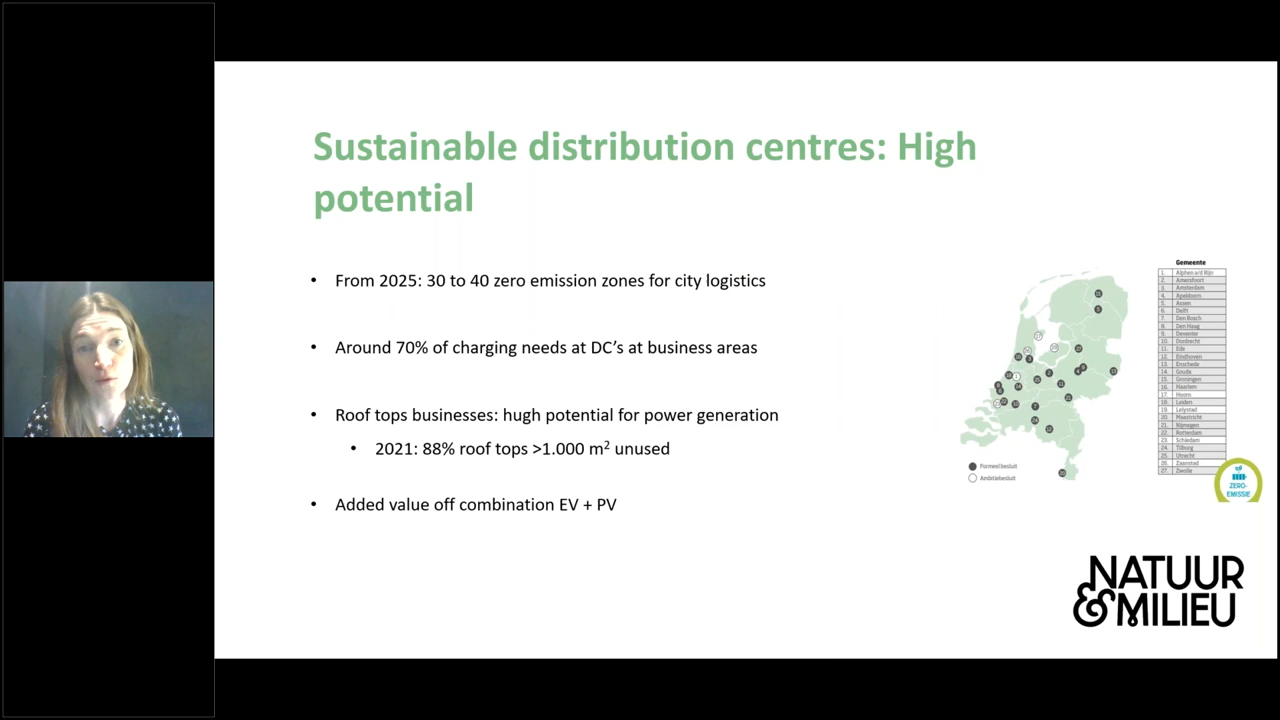 Sustainable distribution centres: High
potential
• From 2025: 30 to 40 zero emission zones for city logistics
• Around 70% of charging needs at DC's at business areas
• Roof tops business: hugh potential for power generation
• 2021: 88% roof tops >1.000 m² unused
• Added value off combination EV + PV
Formeel besluit
Ambitiebesluit
Gemeente
1. Alphen a/d Rijn
2. Amersfoort
3. Amsterdam
4. Apeldoorn
5. Assen
6. Delft
7. Den Bosch
8. Den Haag
9. Deventer
10. Dordrecht
11. Ede
12. Eindhoven
13. Enschede
14. Gouda
15. Groningen
16. Haarlem
17. Hoorn
18. Leiden
19. Lelystad
20. Maastricht
21. Nijmegen
22. Rotterdam
23. Schiedam
24. Tilburg
25. Utrecht
26. Zaanstad
27. Zwolle
ZERO-
EMISSIE
NATUUR
&MILIEU